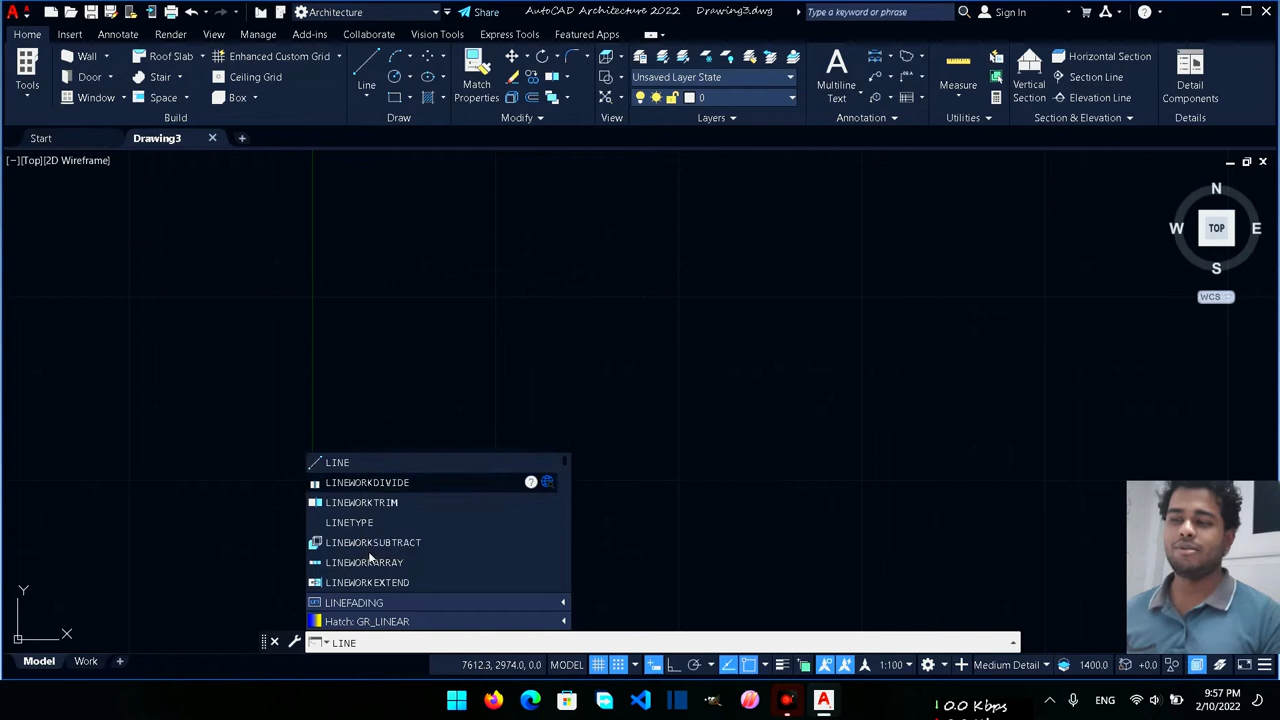 Architecture
Share
AutoCAD Architecture 2022 Drawing3.dwg
Type a keyword or phrase
Sign In
Home Insert Annotate Render View Manage Add-ins Collaborate Vision Tools Express Tools Featured Apps
Tools
Wall
Roof Slab
Enhanced Custom Grid
Door
Stair
Ceiling Grid
Window
Space
Box
Build
Line
Draw
Match
Properties
Modify
View
Unsaved Layer State
0
Layers
A
Multiline
Text
Annotation
Measure
Utilities
Vertical
Section
Horizontal Section
Section Line
Elevation Line
Section & Elevation
Detail
Components
Details
Start
Drawing3
[−][Top][2D Wireframe]
N
W
TOP
E
S
WCS
LINE
LINEWORKDIVIDE
LINEWORKTRIM
LINETYPE
LINEWORKSUBTRACT
LINEWORKARRAY
LINEWORKEXTEND
LINEFADING
Hatch: GR_LINEAR
LINE
Y
X
Model
Work
7612.3, 2974.0, 0.0
MODEL
1:100
Medium Detail
1400.0
+0.0
0.0 Kbps
0.0 Kbps
ENG
9:57 PM
2/10/2022